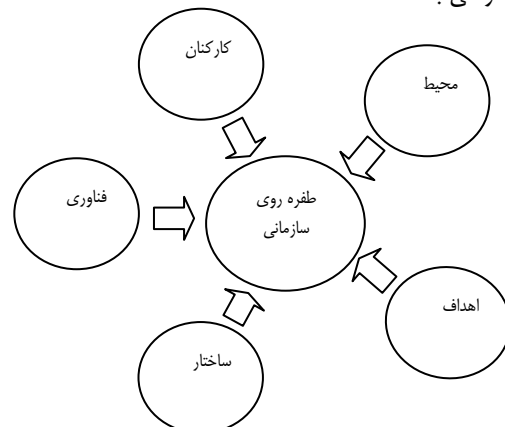 کارکنان
محیط
فناوری
طفره روی
سازمانی
اهداف
ساختار